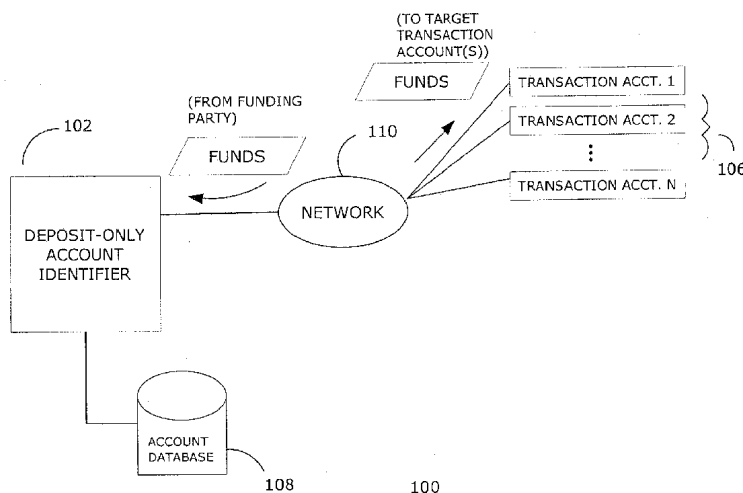 (TO TARGET
TRANSACTION
ACCOUNT(S))
FUNDS
TRANSACTION ACCT. 1
TRANSACTION ACCT. 2
TRANSACTION ACCT. N
106
(FROM FUNDING
PARTY)
FUNDS
110
NETWORK
102
DEPOSIT-ONLY
ACCOUNT
IDENTIFIER
ACCOUNT
DATABASE
108
100